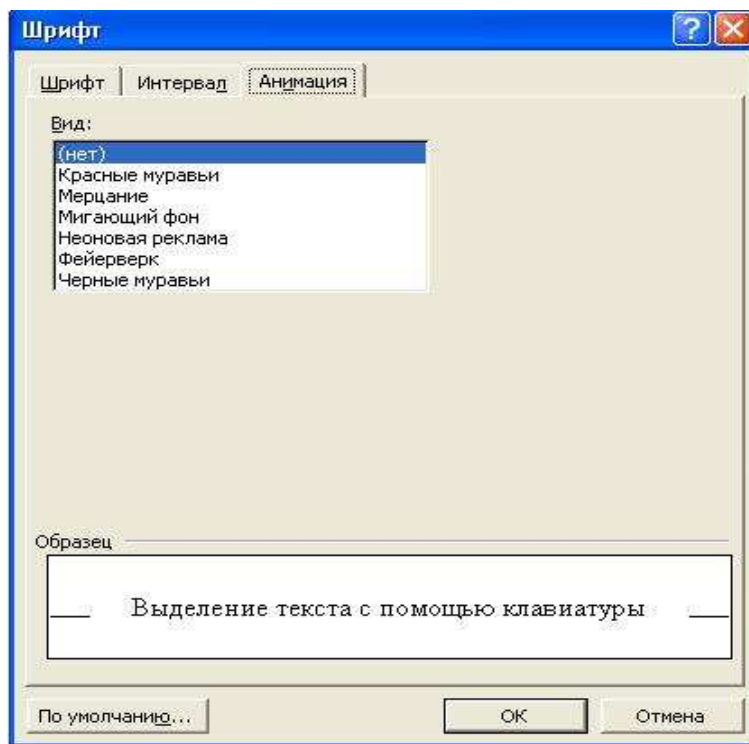 Шрифт
Шрифт Интервал Анимация
Вид:
(нет)
Красные муравьи
Мерцание
Мигающий фон
Неоновая реклама
Фейерверк
Черные муравьи
Образец
Выделение текста с помощью клавиатуры
По умолчанию... ОК Отмена